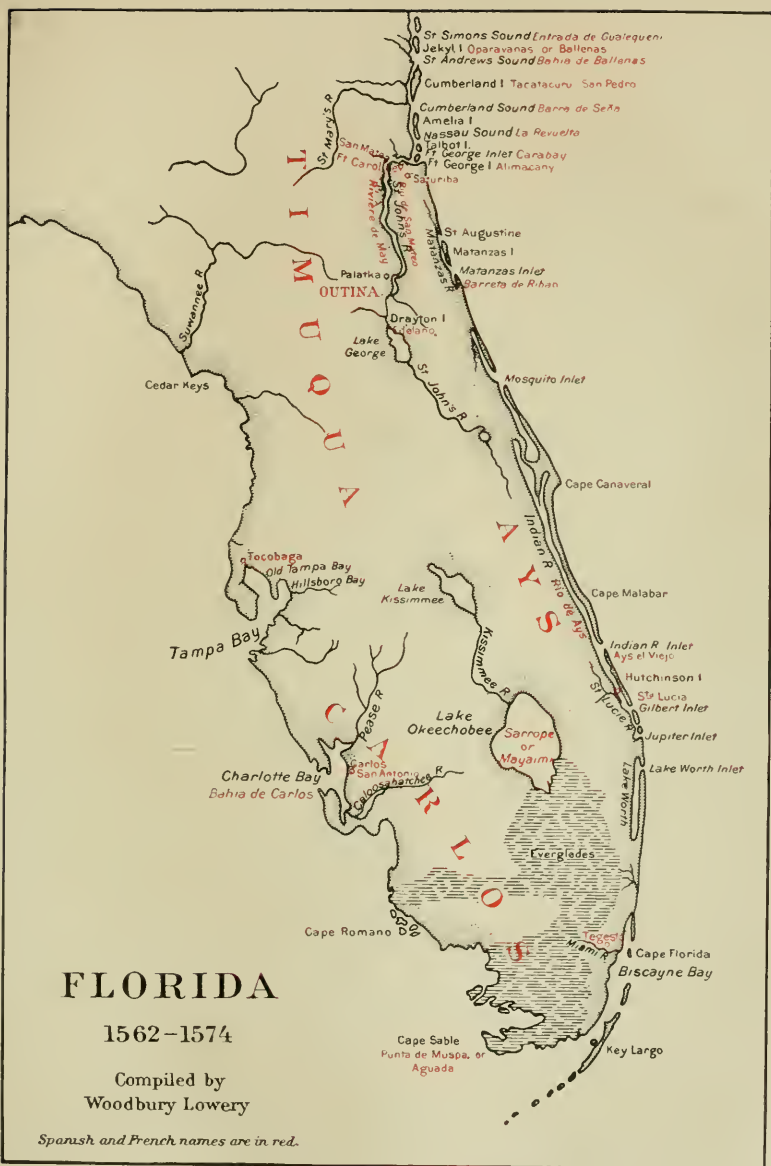 St Simons Sound Entrada de Gualequeni
Jekyl I Oparavanas or Ballenas
St Andrews Sound Bahia de Ballenas
Cumberland I Tacatacuru San Pedro
Cumberland Sound Barra de Seña
Amelia I
Nassau Sound La Revuelta
Talbot I.
Ft George Inlet Carabay
Ft George I Alimacany
St Mary's R
San Mateo
Ft Carol
Saturiba
TIMUQUA
Riviere de May
St John's R
Rio de Sao Mateo
St Augustine
Matanzas R
Matanzas I
Matanzas Inlet
Barreta de Ribao
Palatka
OUTINA
Drayton I
Edelano
Lake
George
St John's R
Suwannee R
Cedar Keys
Mosquito Inlet
Cape Canaveral
AYS
Indian R
Rio de Ays
Cape Malabar
Tocobaga
Old Tampa Bay
Hillsboro Bay
Tampa Bay
Lake
Kissimmee
Kissimmee R
Indian R Inlet
Ays el Viejo
Hutchinson I
Sta Lucia
St Lucie R
Gilbert Inlet
Jupiter Inlet
Lake
Okeechobee
Sarrope
or
Mayaimi
Lake Worth Inlet
Lake Worth
CARLOS
Pease R
Carlos
San Antonio
Caloosahatchee R
Charlotte Bay
Bahia de Carlos
Evergledes
Cape Romano
Tegesta
Miami R
Cape Florida
Biscayne Bay
Cape Sable
Punta de Muspa, or
Aguada
Key Largo
FLORIDA
1562–1574
Compiled by
Woodbury Lowery
Spanish and French names are in red.